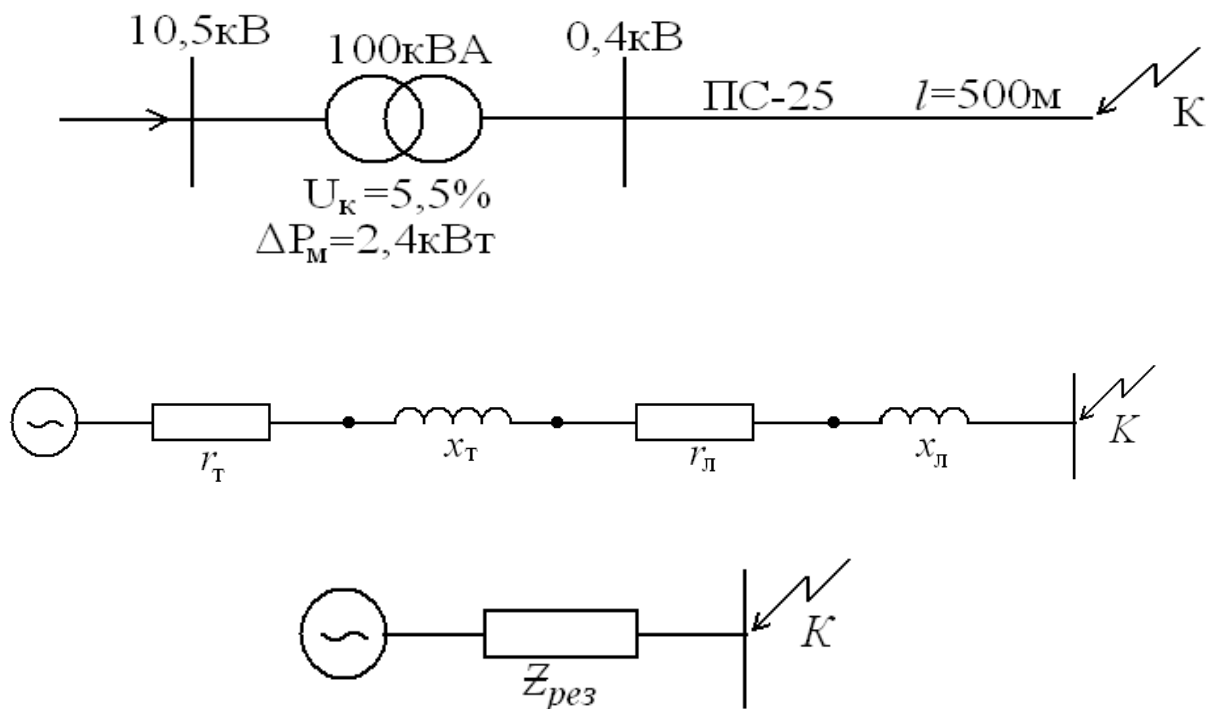 10,5кВ 100кВА 0,4кВ
ПС-25 l=500м К
Uк=5,5%
ΔPм=2,4кВт
K
rт xт rл xл
K
Zрез